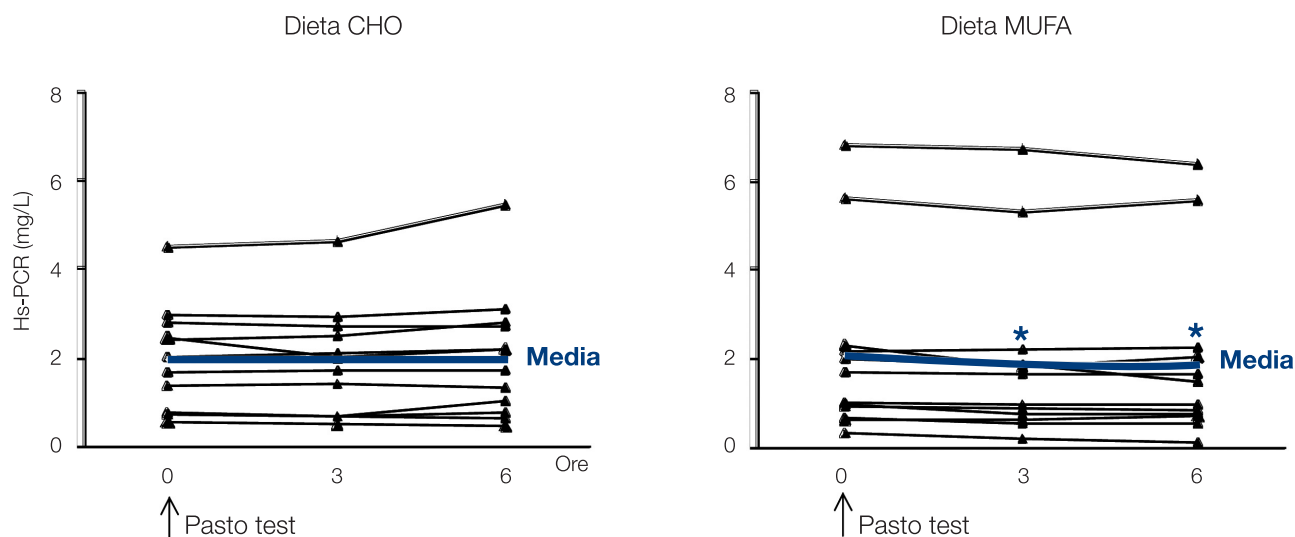 Dieta CHO
Dieta MUFA
Hs-PCR (mg/L)
8
6
4
2
0
Media
0
3
6
Ore
Pasto test
8
6
4
2
0
*
*
Media
0
3
6
Pasto test